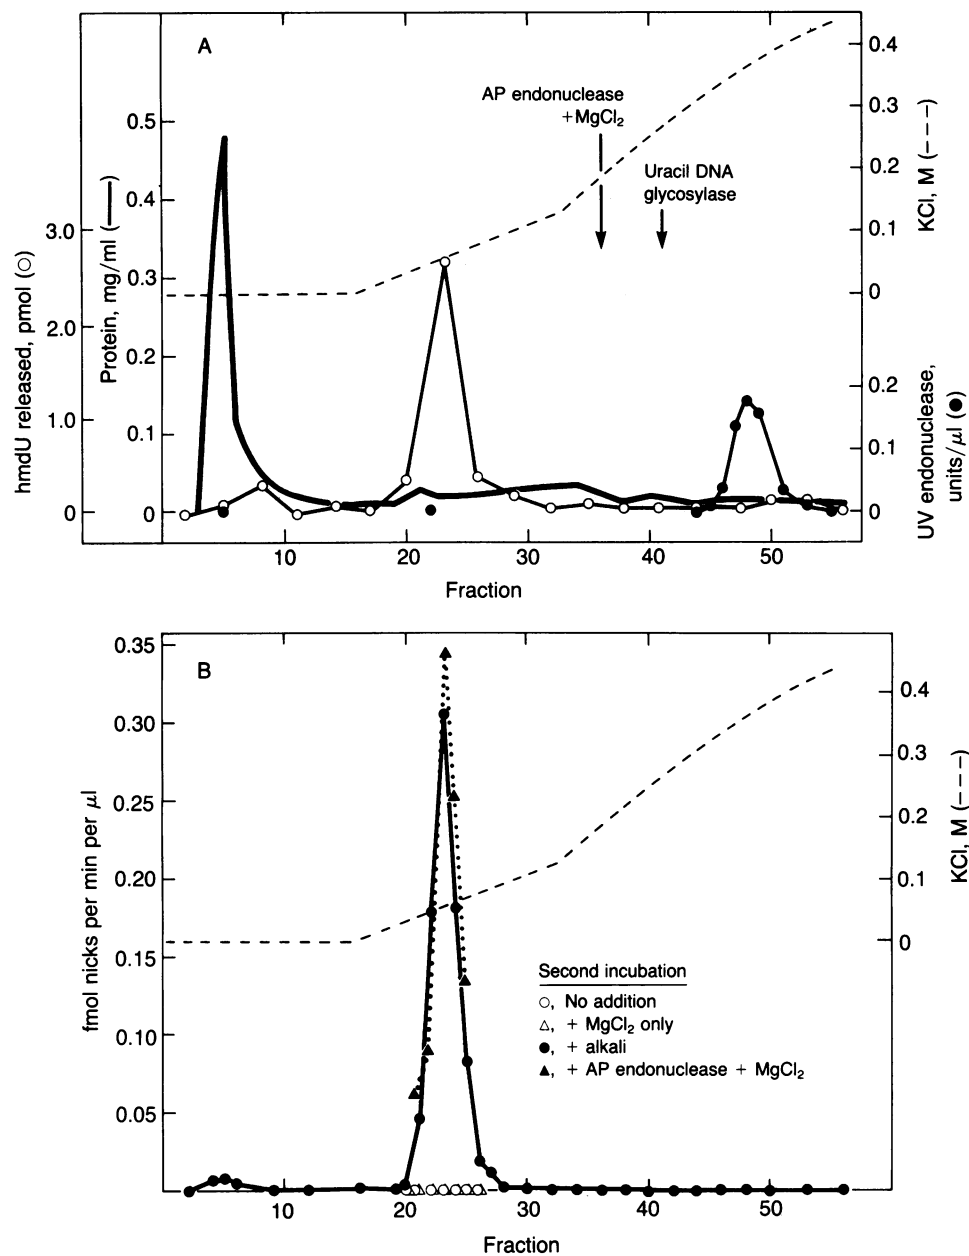 A
AP endonuclease
+MgCl₂
Uracil DNA
glycosylase
hmdU released, pmol (○)
3.0
2.0
1.0
0
Protein, mg/ml (—)
0.5
0.4
0.3
0.2
0.1
0
KCl, M (---)
0.4
0.3
0.2
0.1
0
UV endonuclease,
units/μl (●)
0.2
0.1
0
10
20
30
40
50
Fraction
B
fmol nicks per min per μl
0.35
0.30
0.25
0.20
0.15
0.10
0.05
KCl, M (---)
0.4
0.3
0.2
0.1
0
Second incubation
○, No addition
△, + MgCl₂ only
●, + alkali
▲, + AP endonuclease + MgCl₂
10
20
30
40
50
Fraction